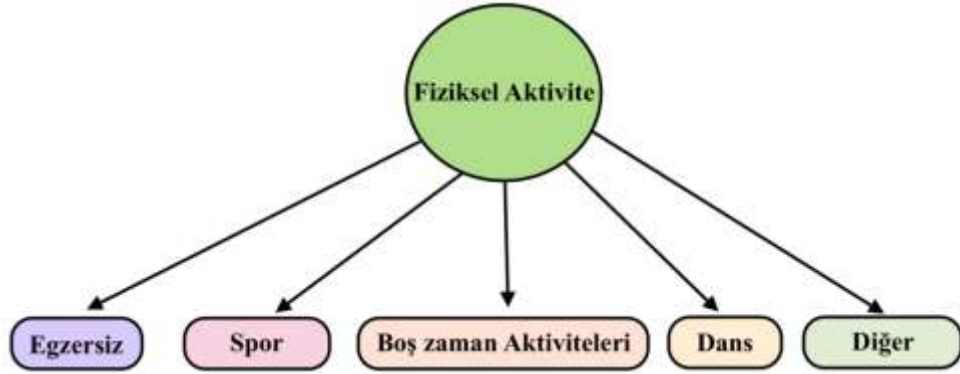 Fiziksel Aktivite
Egzersiz
Spor
Boş zaman Aktiviteleri
Dans
Diğer